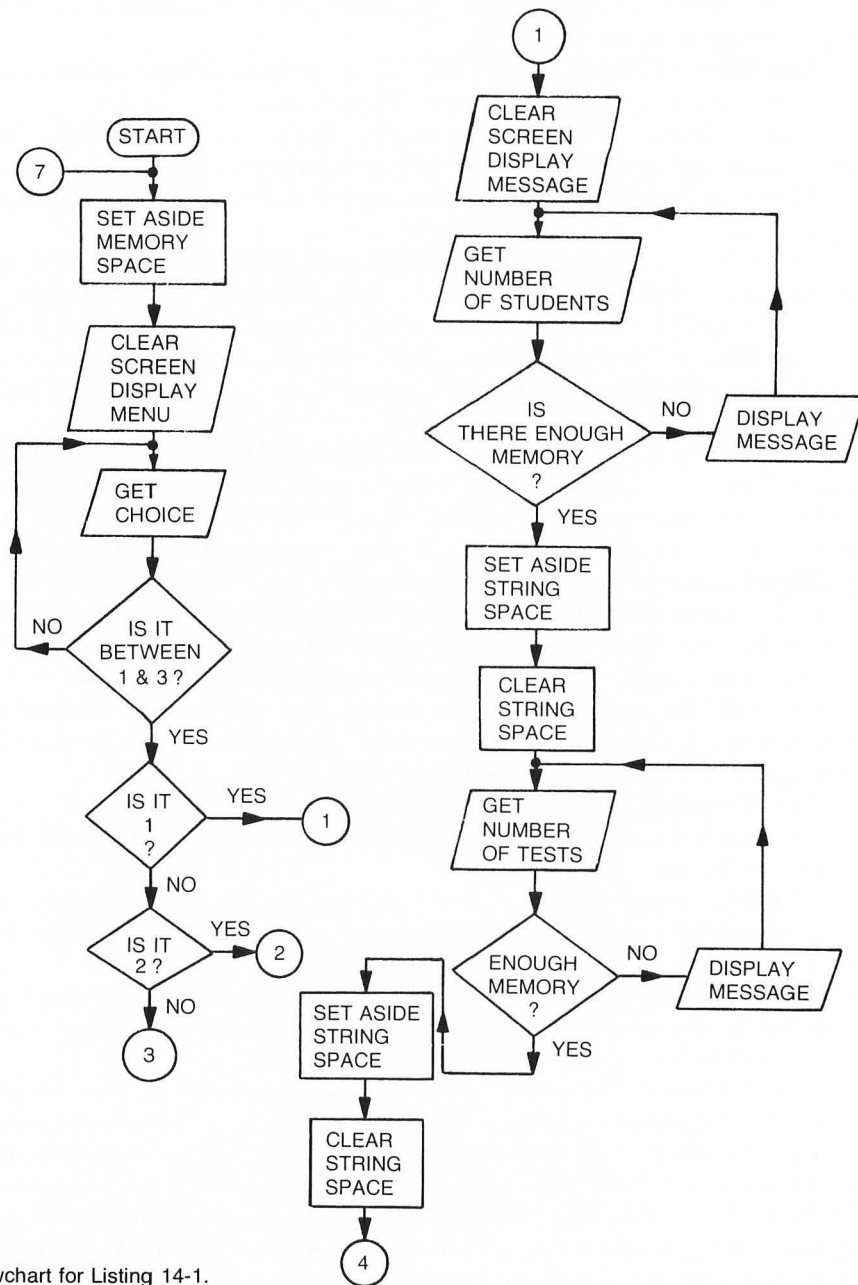 START
7
SET ASIDE
MEMORY
SPACE
CLEAR
SCREEN
DISPLAY
MENU
GET
CHOICE
NO
IS IT
BETWEEN
1 & 3?
YES
IS IT
1
?
YES
1
NO
IS IT
2?
YES
2
NO
3
1
CLEAR
SCREEN
DISPLAY
MESSAGE
GET
NUMBER
OF STUDENTS
IS
THERE ENOUGH
MEMORY
?
NO
DISPLAY
MESSAGE
YES
SET ASIDE
STRING
SPACE
CLEAR
STRING
SPACE
GET
NUMBER
OF TESTS
ENOUGH
MEMORY
?
NO
DISPLAY
MESSAGE
YES
SET ASIDE
STRING
SPACE
CLEAR
STRING
SPACE
4
wchart for Listing 14-1.